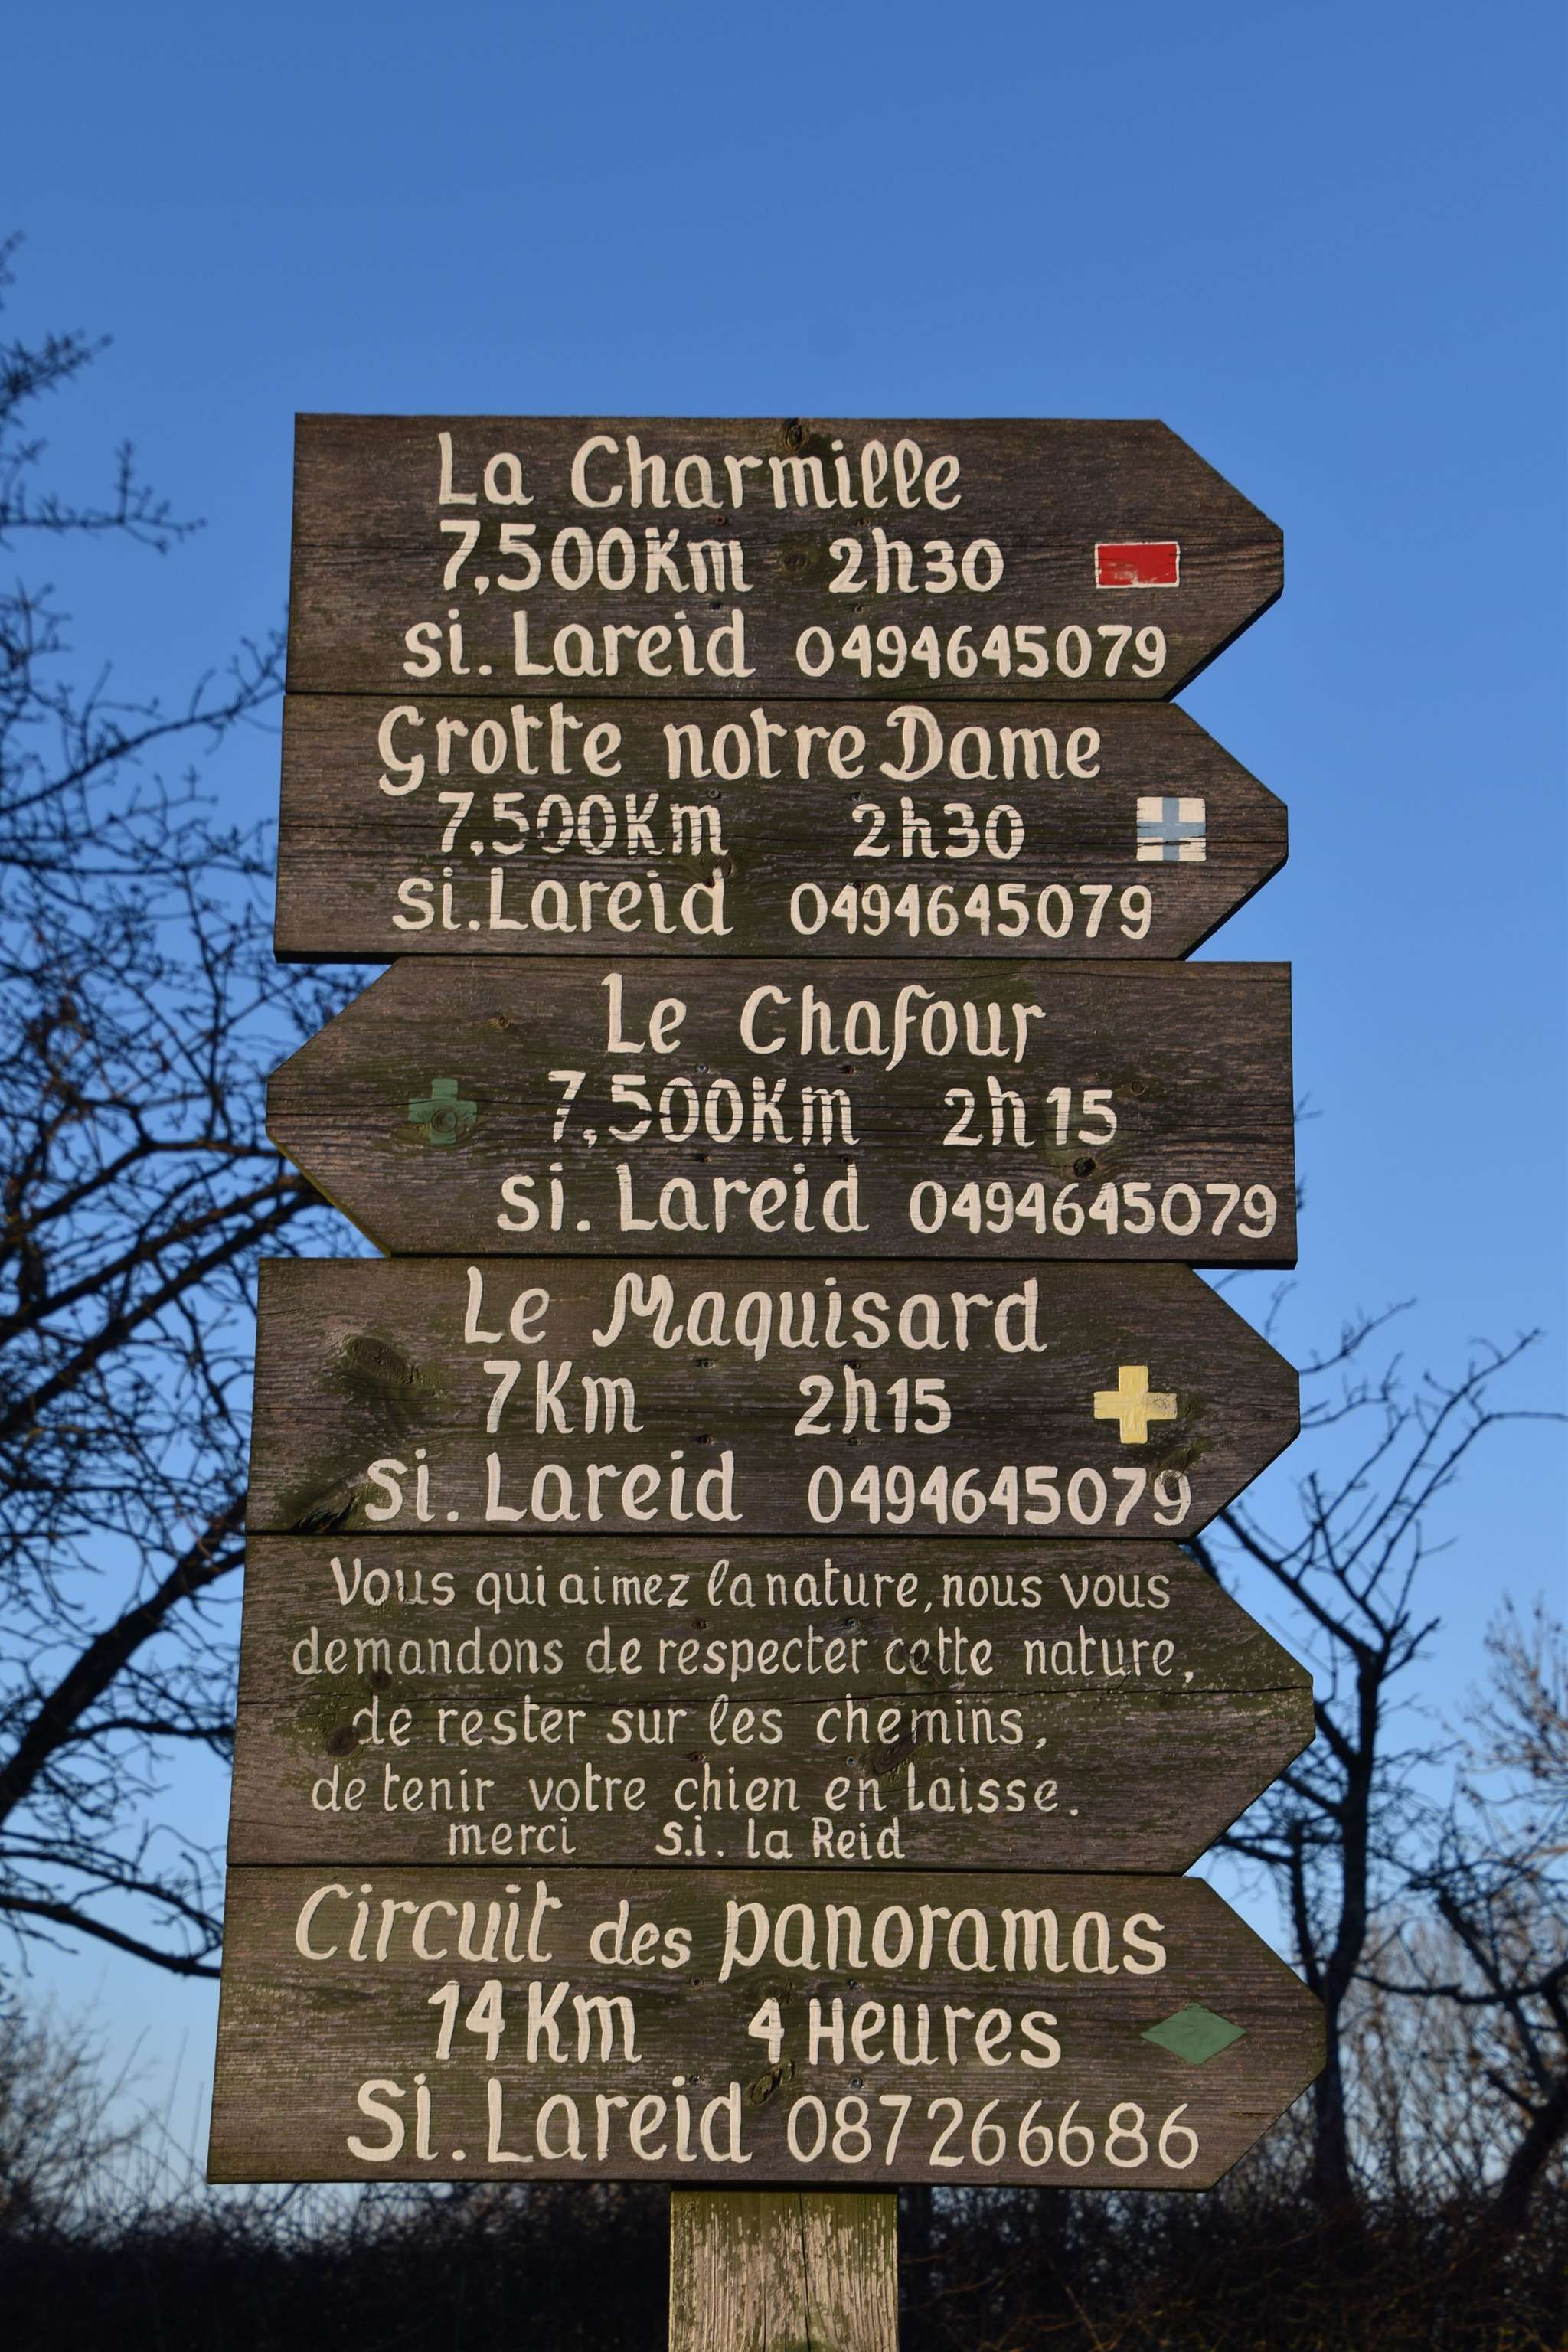 La Charmille
7,500Km 2h30
si. Lareid 0494645079
Grotte notre Dame
7,500Km 2h30
si. Lareid 0494645079
Le Chafour
7,500Km 2h15
si. Lareid 0494645079
Le Maquisard
7Km 2h15
si. Lareid 0494645079
Vous qui aimez la nature, nous vous
demandons de respecter cette nature,
de rester sur les chemins,
de tenir votre chien en laisse.
merci s.i. la Reid
Circuit des panoramas
14Km 4 Heures
Si. Lareid 087266686